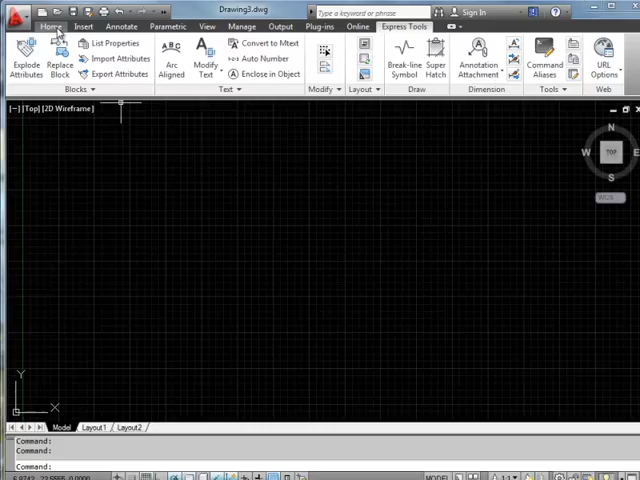 Drawing3.dwg
Type a keyword or phrase
Sign In
Home Insert Annotate Parametric View Manage Output Plug-ins Online Express Tools
Explode Attributes
Replace Block
List Properties
Import Attributes
Export Attributes
Arc Aligned
Modify Text
Convert to Mtext
Auto Number
Enclose in Object
Break-line Symbol
Super Hatch
Annotation Attachment
Command Aliases
URL Options
Blocks Text Modify Layout Draw Dimension Tools Web
[−] [Top] [2D Wireframe]
N
W TOP E
S
WCS
Y
X
Model Layout1 Layout2
Command:
Command:
Command:
MODEL
1:1